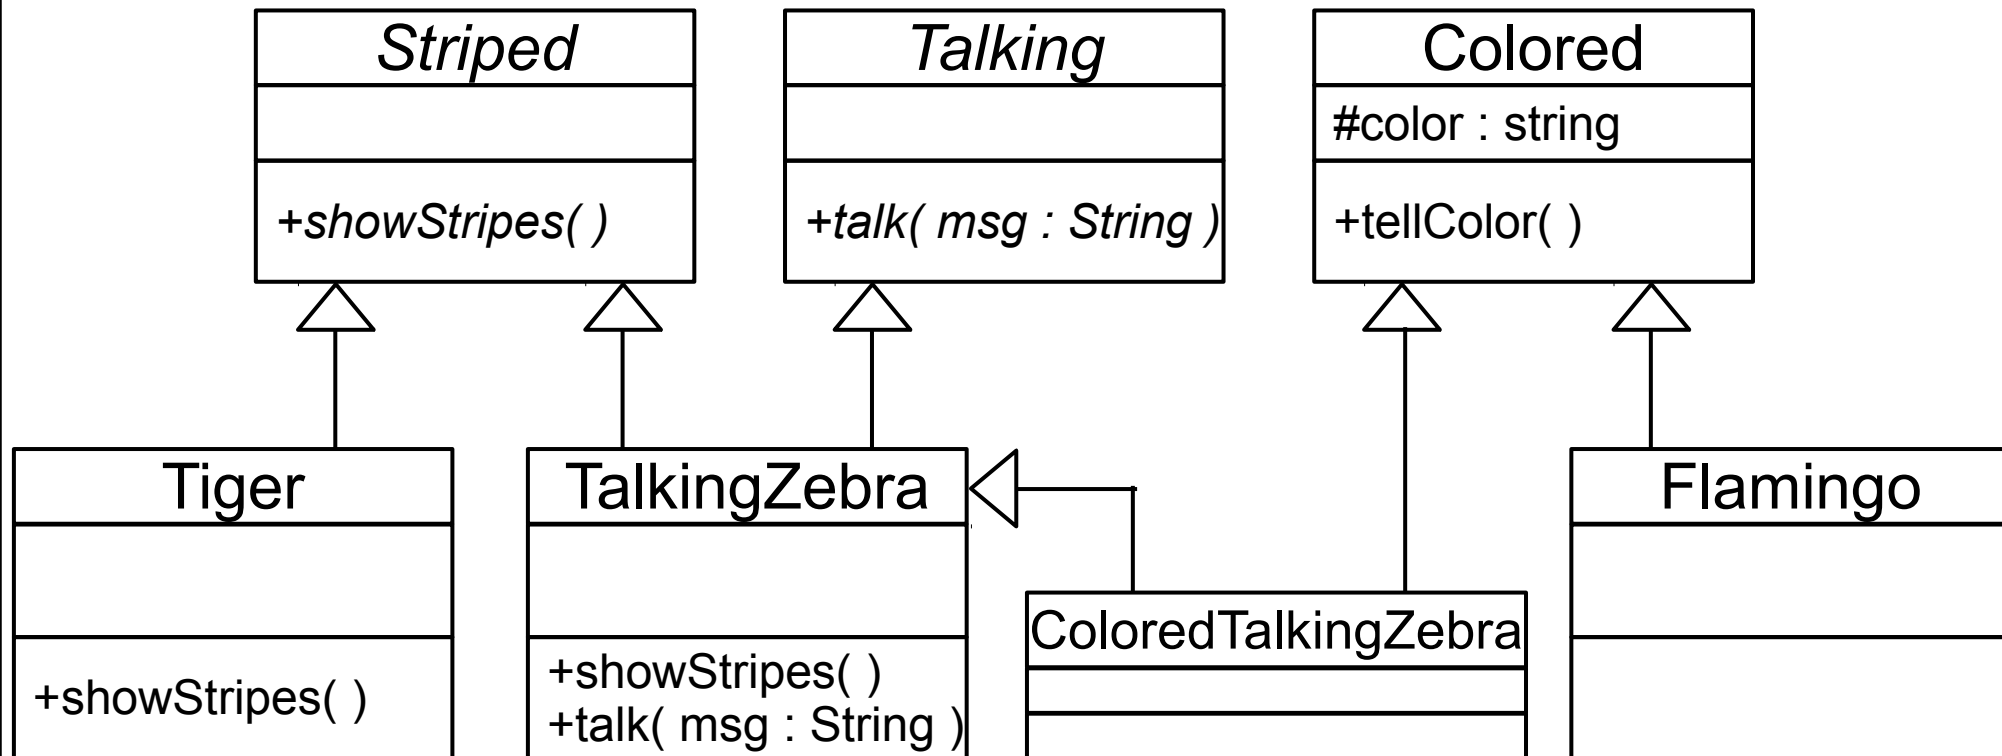 Striped
Talking
Colored
#color : string
+showStripes( )
+talk( msg : String )
+tellColor( )
Tiger
TalkingZebra
Flamingo
ColoredTalkingZebra
+showStripes( )
+showStripes( )
+talk( msg : String )